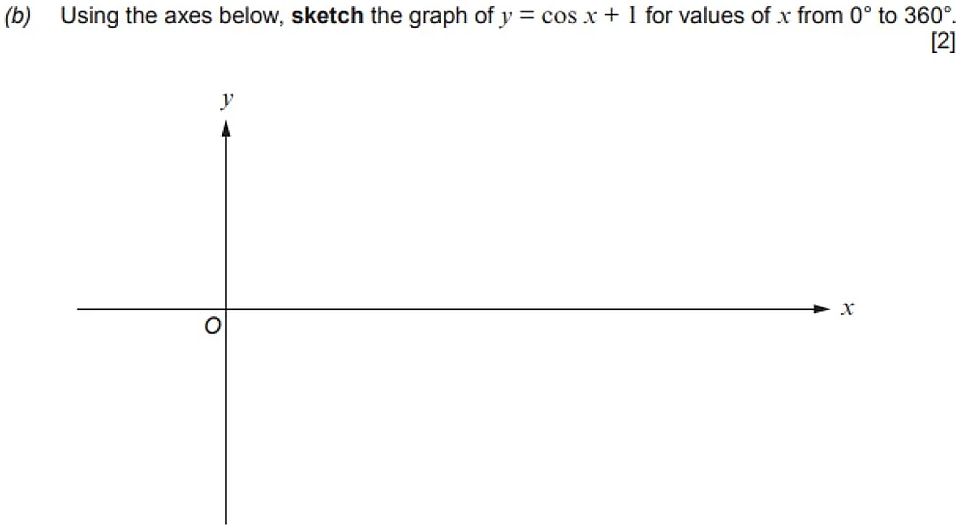 (b) Using the axes below, sketch the graph of y = cos x + 1 for values of x from 0° to 360°.
[2]
y
x
O